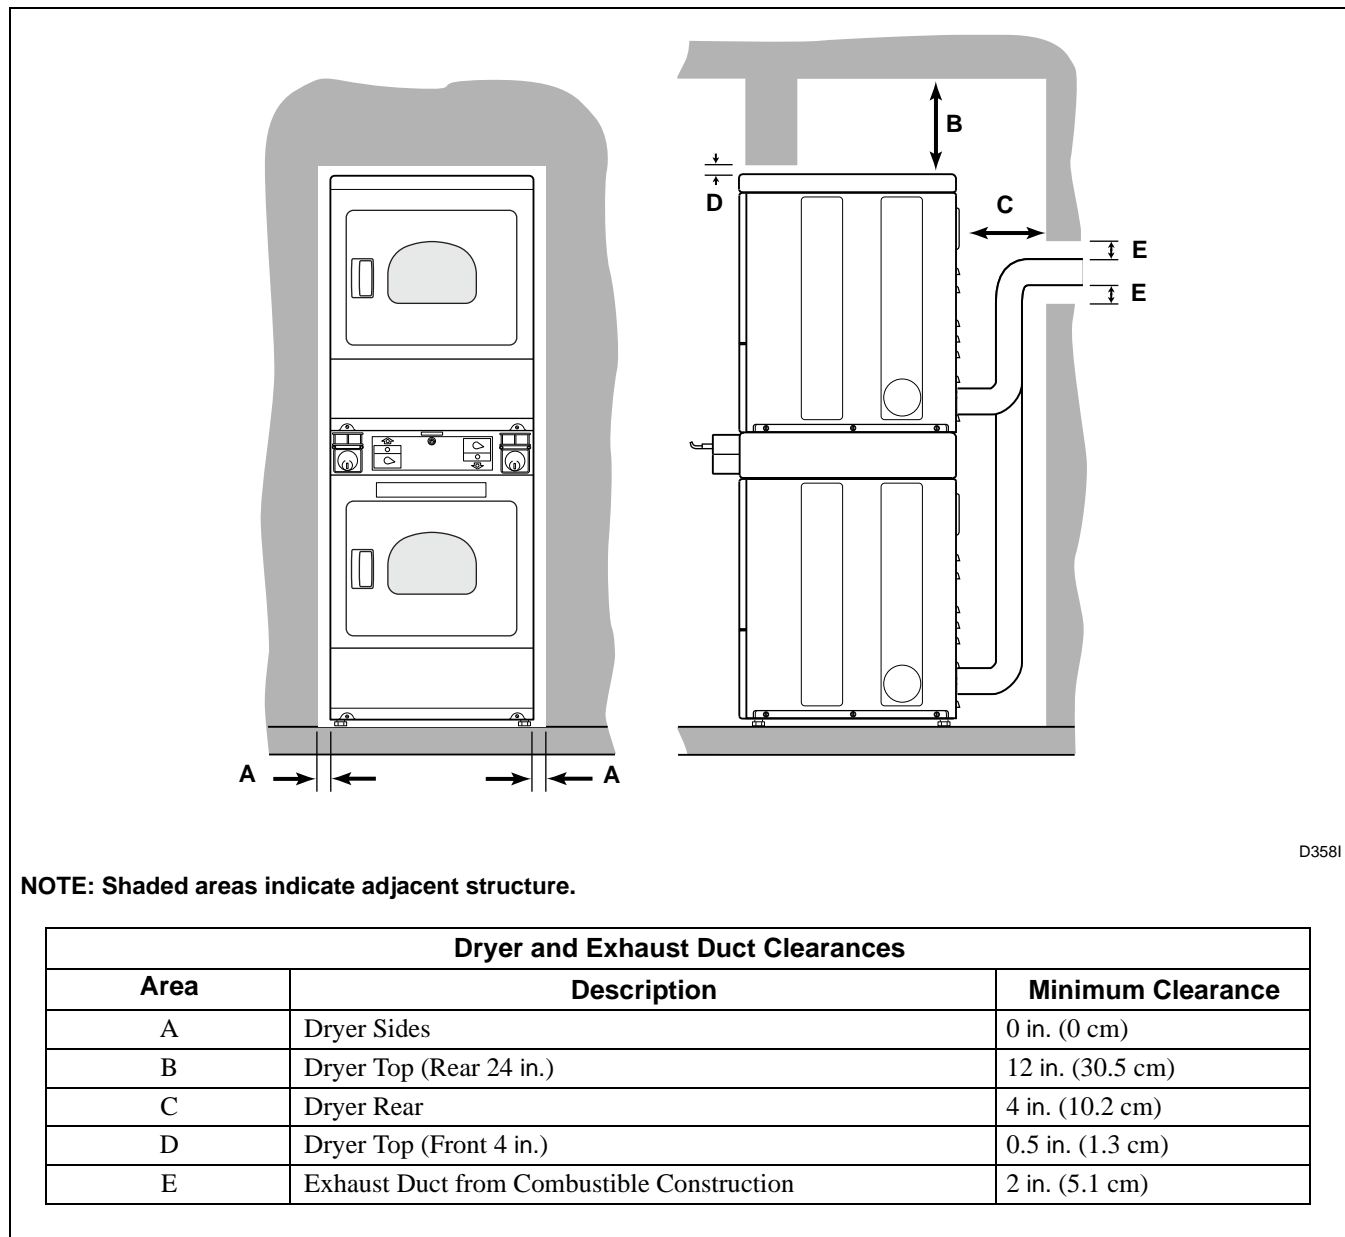 B
D
C
E
E
A
A
D358I
NOTE: Shaded areas indicate adjacent structure.
Dryer and Exhaust Duct Clearances
Area Description Minimum Clearance
A Dryer Sides 0 in. (0 cm)
B Dryer Top (Rear 24 in.) 12 in. (30.5 cm)
C Dryer Rear 4 in. (10.2 cm)
D Dryer Top (Front 4 in.) 0.5 in. (1.3 cm)
E Exhaust Duct from Combustible Construction 2 in. (5.1 cm)